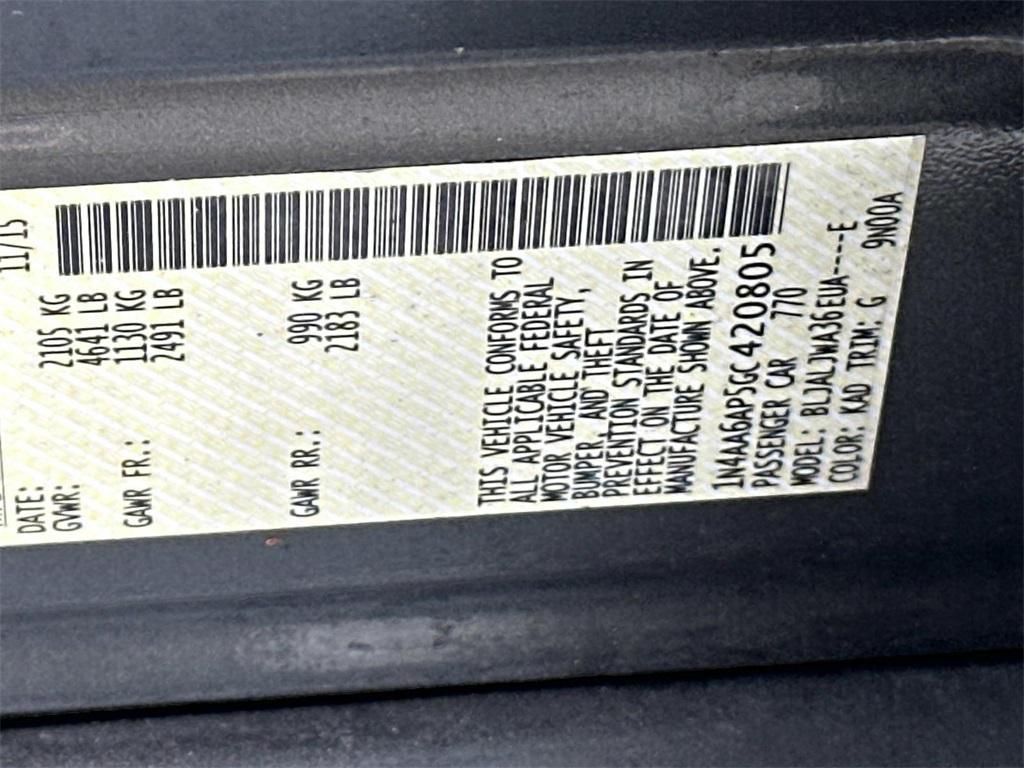 DATE: 11/15
GVWR: 2105 KG
4641 LB
GAWR FR.: 1130 KG
2491 LB
GAWR RR.: 990 KG
2183 LB
THIS VEHICLE CONFORMS TO
ALL APPLICABLE FEDERAL
MOTOR VEHICLE SAFETY,
BUMPER, AND THEFT
PREVENTION STANDARDS IN
EFFECT ON THE DATE OF
MANUFACTURE SHOWN ABOVE.
1N4AA6AP5GC420805
PASSENGER CAR 770
MODEL: BLJALJWA36EUA-----E
COLOR: KAD TRIM: G 9N00A